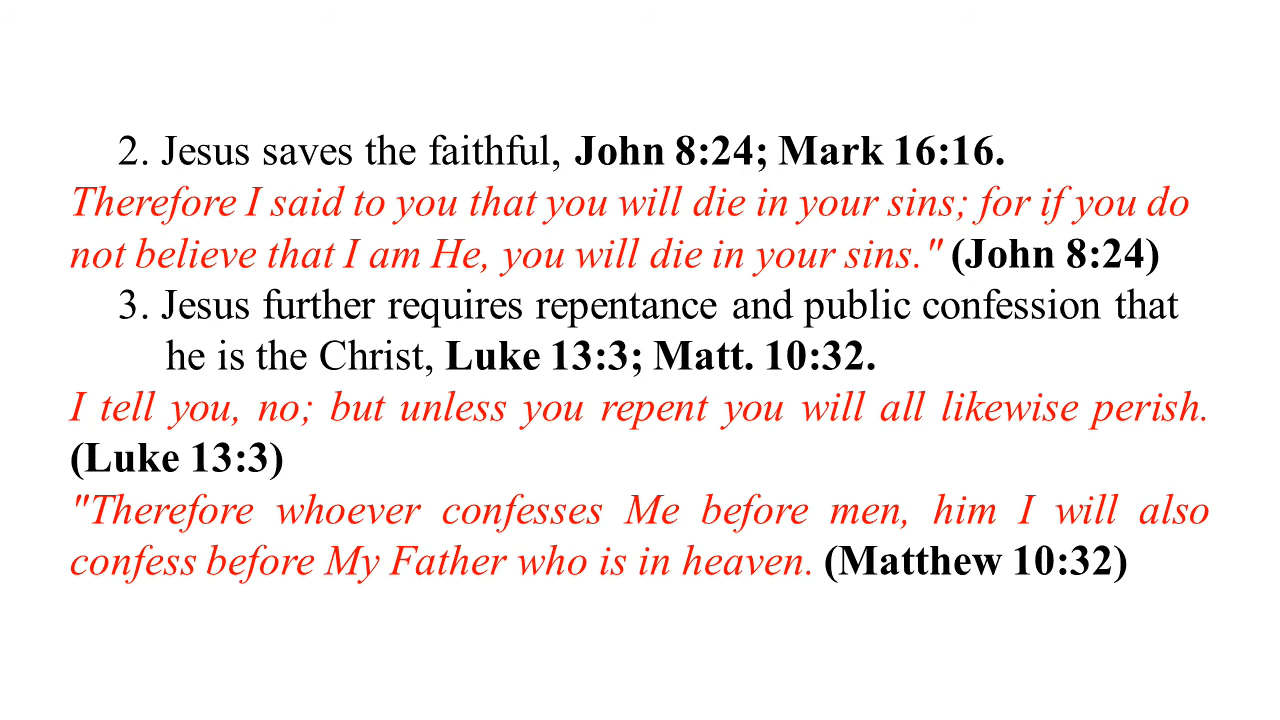 2. Jesus saves the faithful, John 8:24; Mark 16:16.
Therefore I said to you that you will die in your sins; for if you do
not believe that I am He, you will die in your sins." (John 8:24)
3. Jesus further requires repentance and public confession that
he is the Christ, Luke 13:3; Matt. 10:32.
I tell you, no; but unless you repent you will all likewise perish.
(Luke 13:3)
"Therefore whoever confesses Me before men, him I will also
confess before My Father who is in heaven. (Matthew 10:32)